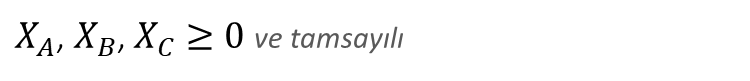 X_A, X_B, X_C ≥ 0 ve tamsayılı